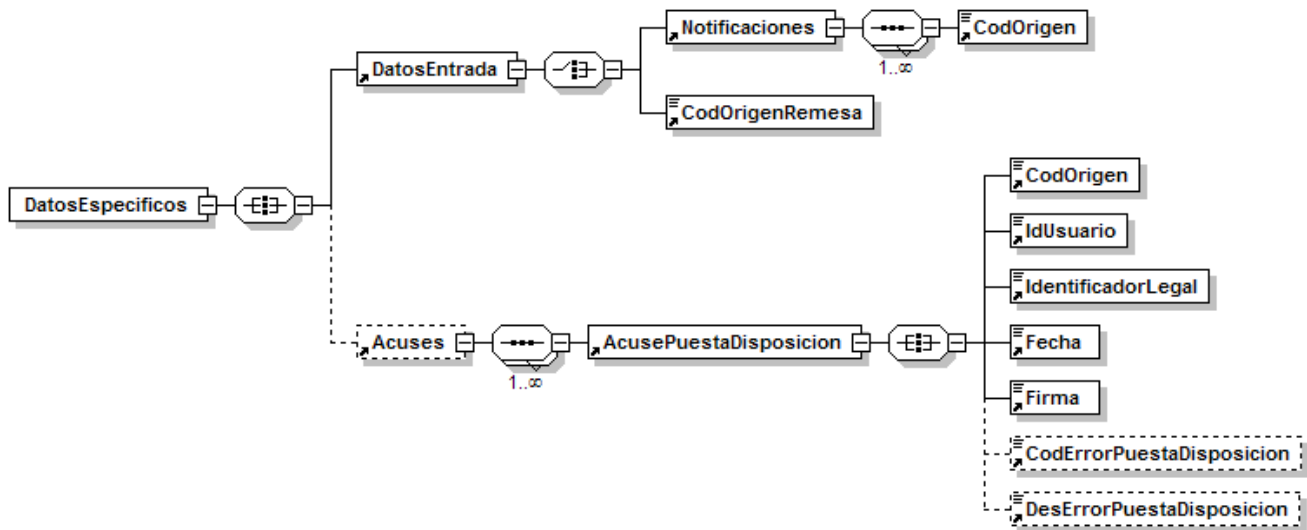 Notificaciones
CodOrigen
1..∞
DatosEntrada
CodOrigenRemesa
DatosEspecificos
CodOrigen
IdUsuario
IdentificadorLegal
Acuses
1..∞
AcusePuestaDisposicion
Fecha
Firma
CodErrorPuestaDisposicion
DesErrorPuestaDisposicion